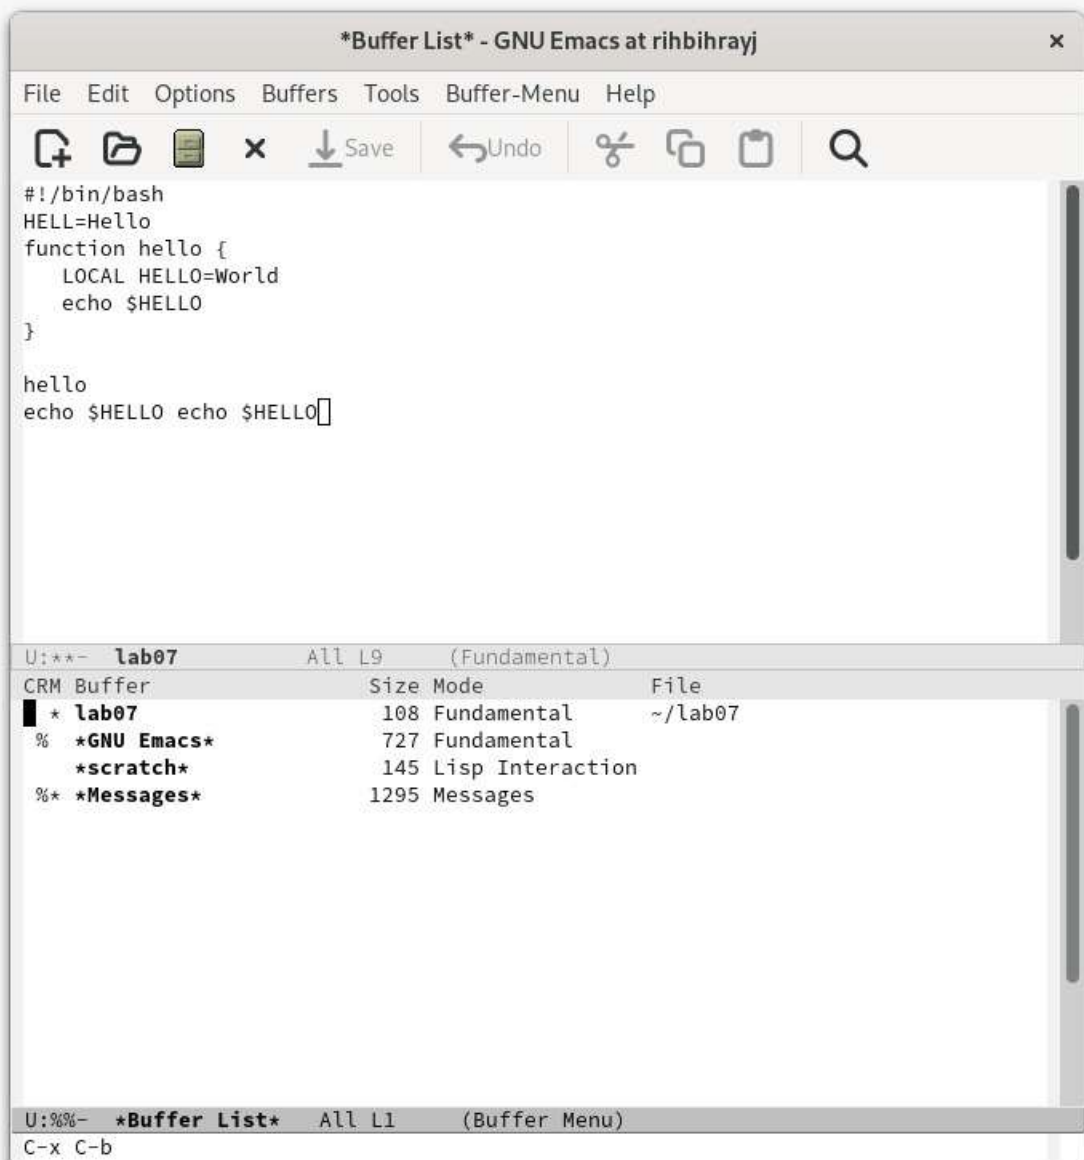 *Buffer List* - GNU Emacs at rihbihrayj ×
File Edit Options Buffers Tools Buffer-Menu Help
Save Undo
#!/bin/bash
HELL=Hello
function hello {
   LOCAL HELLO=World
   echo $HELLO
}
hello
echo $HELLO echo $HELLO
U:**-  lab07          All L9     (Fundamental)
CRM Buffer                 Size Mode             File
  * lab07                   108 Fundamental      ~/lab07
 %  *GNU Emacs*             727 Fundamental
    *scratch*               145 Lisp Interaction
 %* *Messages*             1295 Messages
U:%%-  *Buffer List*   All L1     (Buffer Menu)
C-x C-b